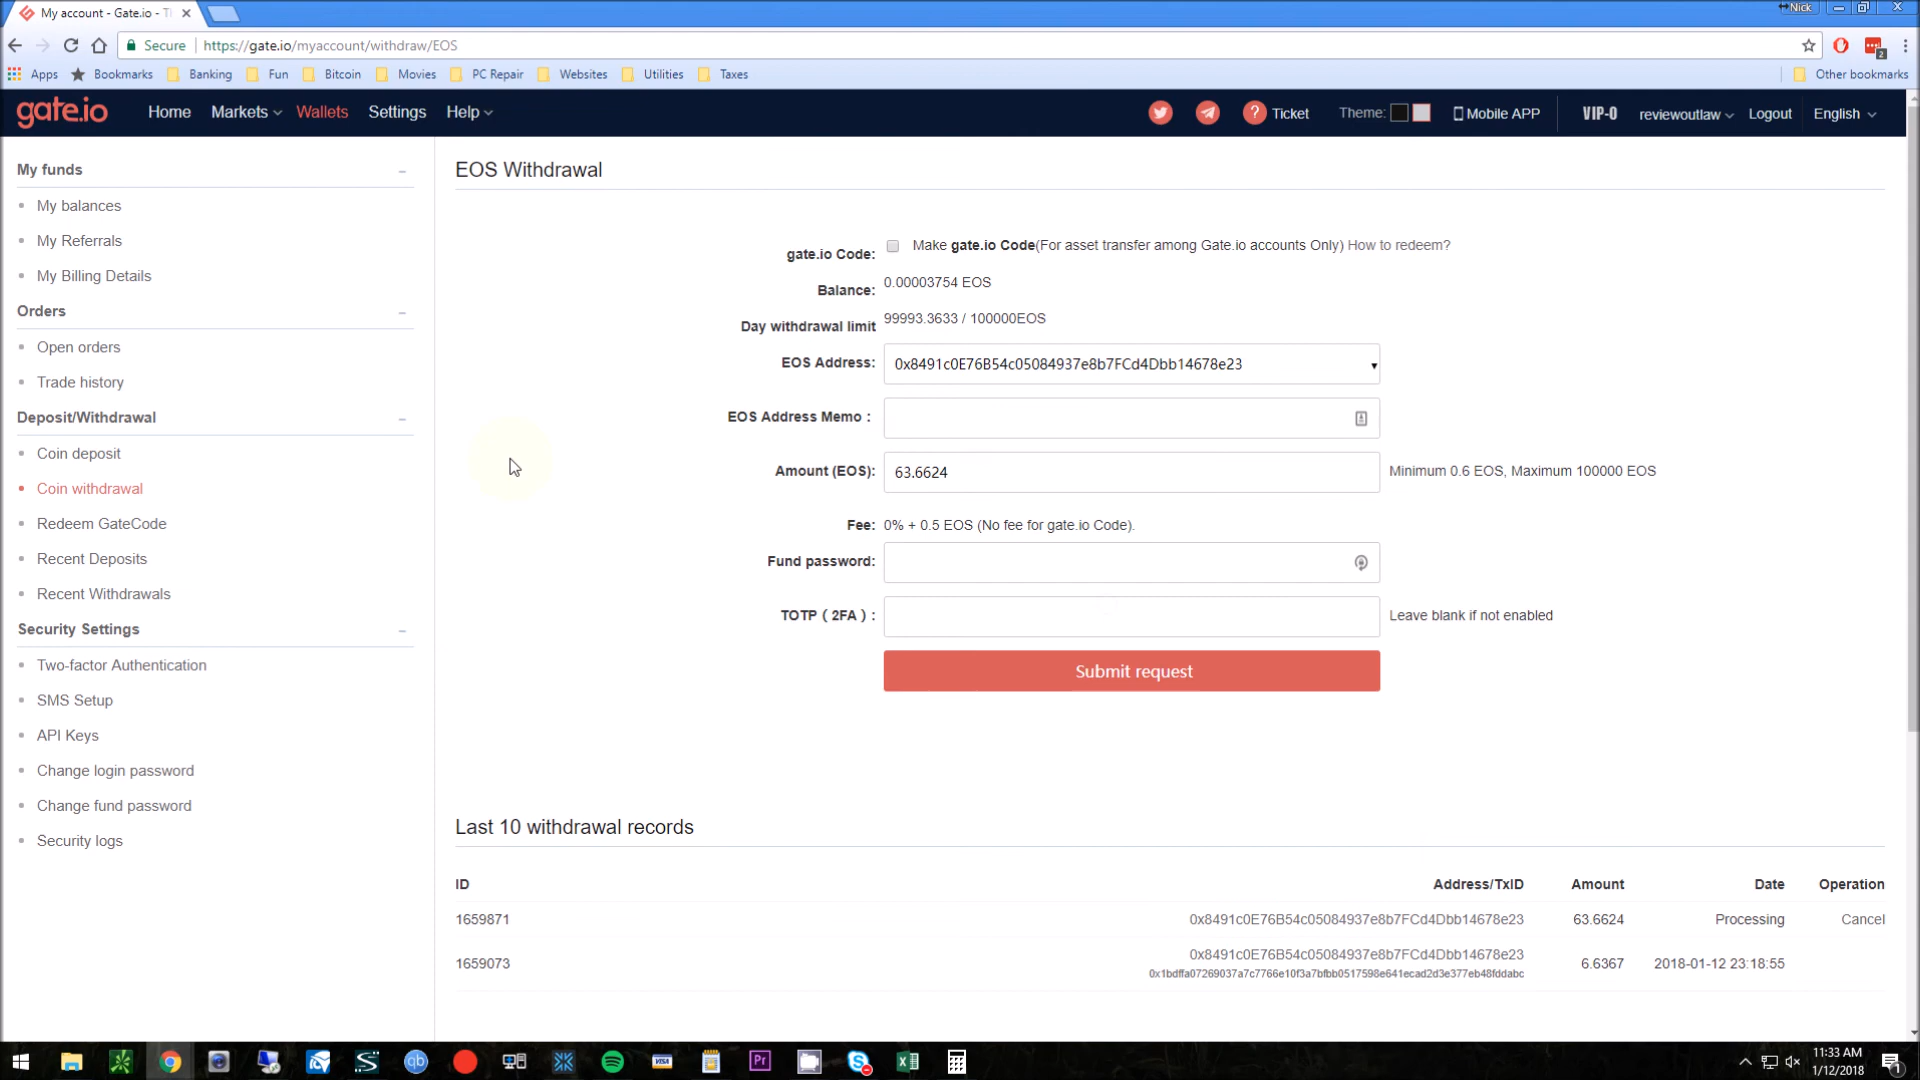 My account - Gate.io - T
Nick
Secure https://gate.io/myaccount/withdraw/EOS
2
Apps Bookmarks Banking Fun Bitcoin Movies PC Repair Websites Utilities Taxes Other bookmarks
gate.io Home Markets Wallets Settings Help ? Ticket Theme: Mobile APP VIP-0 reviewoutlaw Logout English
My funds
My balances
My Referrals
My Billing Details
Orders
Open orders
Trade history
Deposit/Withdrawal
Coin deposit
Coin withdrawal
Redeem GateCode
Recent Deposits
Recent Withdrawals
Security Settings
Two-factor Authentication
SMS Setup
API Keys
Change login password
Change fund password
Security logs
EOS Withdrawal
gate.io Code: Make gate.io Code(For asset transfer among Gate.io accounts Only) How to redeem?
Balance: 0.00003754 EOS
Day withdrawal limit 99993.3633 / 100000EOS
EOS Address: 0x8491c0E76B54c05084937e8b7FCd4Dbb14678e23
EOS Address Memo :
Amount (EOS): 63.6624 Minimum 0.6 EOS, Maximum 100000 EOS
Fee: 0% + 0.5 EOS (No fee for gate.io Code).
Fund password:
TOTP ( 2FA ) : Leave blank if not enabled
Submit request
Last 10 withdrawal records
ID Address/TxID Amount Date Operation
1659871 0x8491c0E76B54c05084937e8b7FCd4Dbb14678e23 63.6624 Processing Cancel
1659073 0x8491c0E76B54c05084937e8b7FCd4Dbb14678e23 6.6367 2018-01-12 23:18:55
0x1bdffa07269037a7c7766e10f3a7bfbb0517598e641ecad2d3e377eb48fddabc
qb
VISA
Pr
11:33 AM
1/12/2018
1